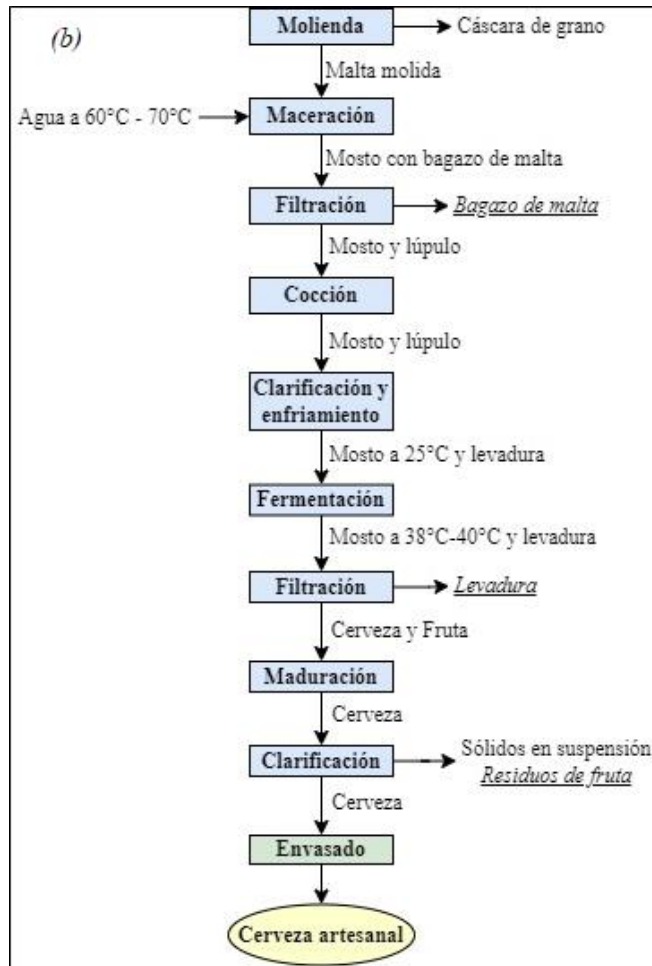 (b)
Molienda
Cáscara de grano
Malta molida
Agua a 60°C - 70°C
Maceración
Mosto con bagazo de malta
Filtración
Bagazo de malta
Mosto y lúpulo
Cocción
Mosto y lúpulo
Clarificación y
enfriamiento
Mosto a 25°C y levadura
Fermentación
Mosto a 38°C-40°C y levadura
Filtración
Levadura
Cerveza y Fruta
Maduración
Cerveza
Clarificación
Sólidos en suspensión
Residuos de fruta
Cerveza
Envasado
Cerveza artesanal